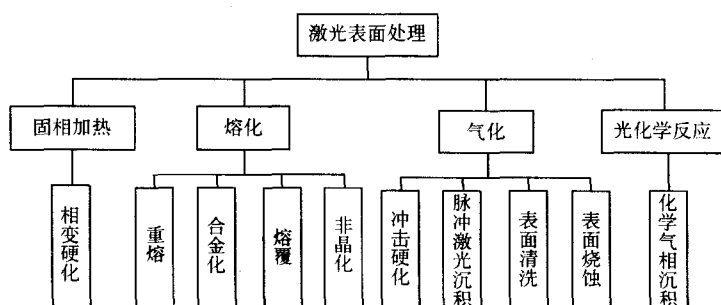 激光表面处理
固相加热
熔化
气化
光化学反应
相变硬化
重熔
合金化
熔覆
非晶化
冲击硬化
脉冲激光沉积
表面清洗
表面烧蚀
化学气相沉积